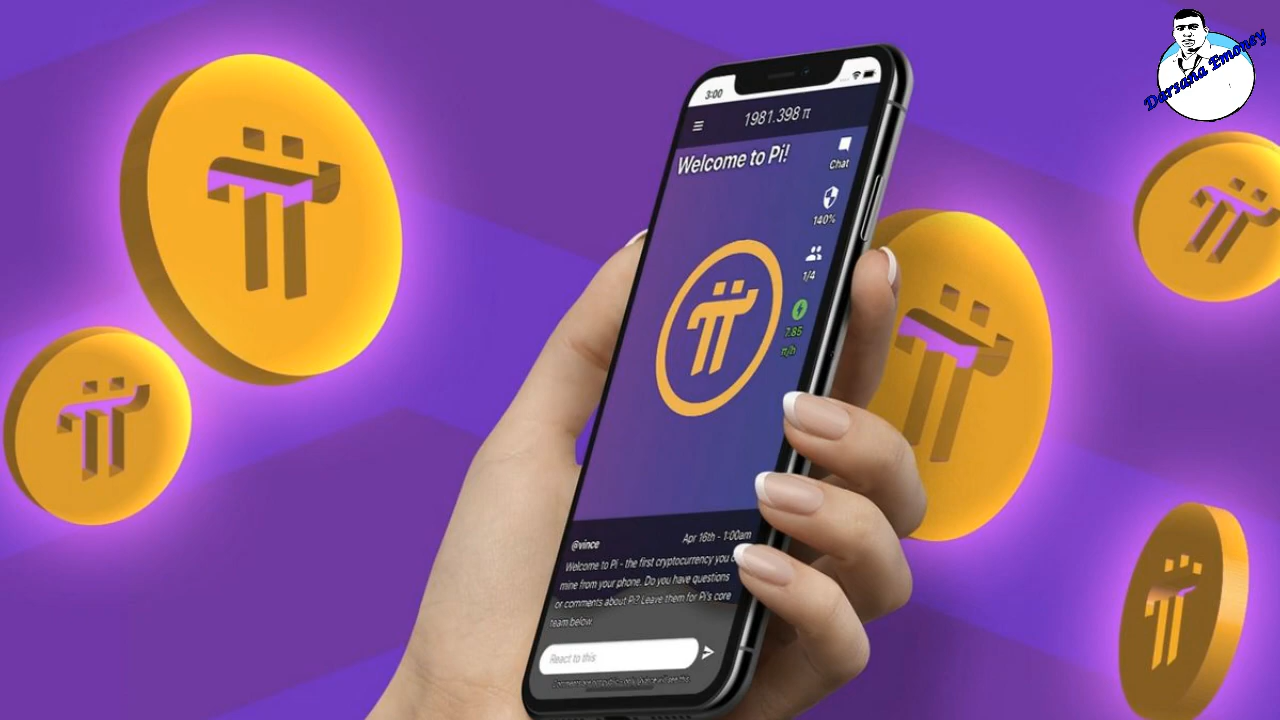 Darsana Emoney
3:00
1981.398 π
Welcome to Pi!
Chat
140%
1/4
7.85
π/h
@vince
Apr 16th - 1:00am
Welcome to Pi - the first cryptocurrency you
mine from your phone. Do you have questions
or comments about Pi? Leave them for Pi's core
team below.
React to this